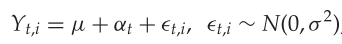 Y_{t,i} = μ + α_t + ϵ_{t,i}, ϵ_{t,i} ∼ N(0, σ²),